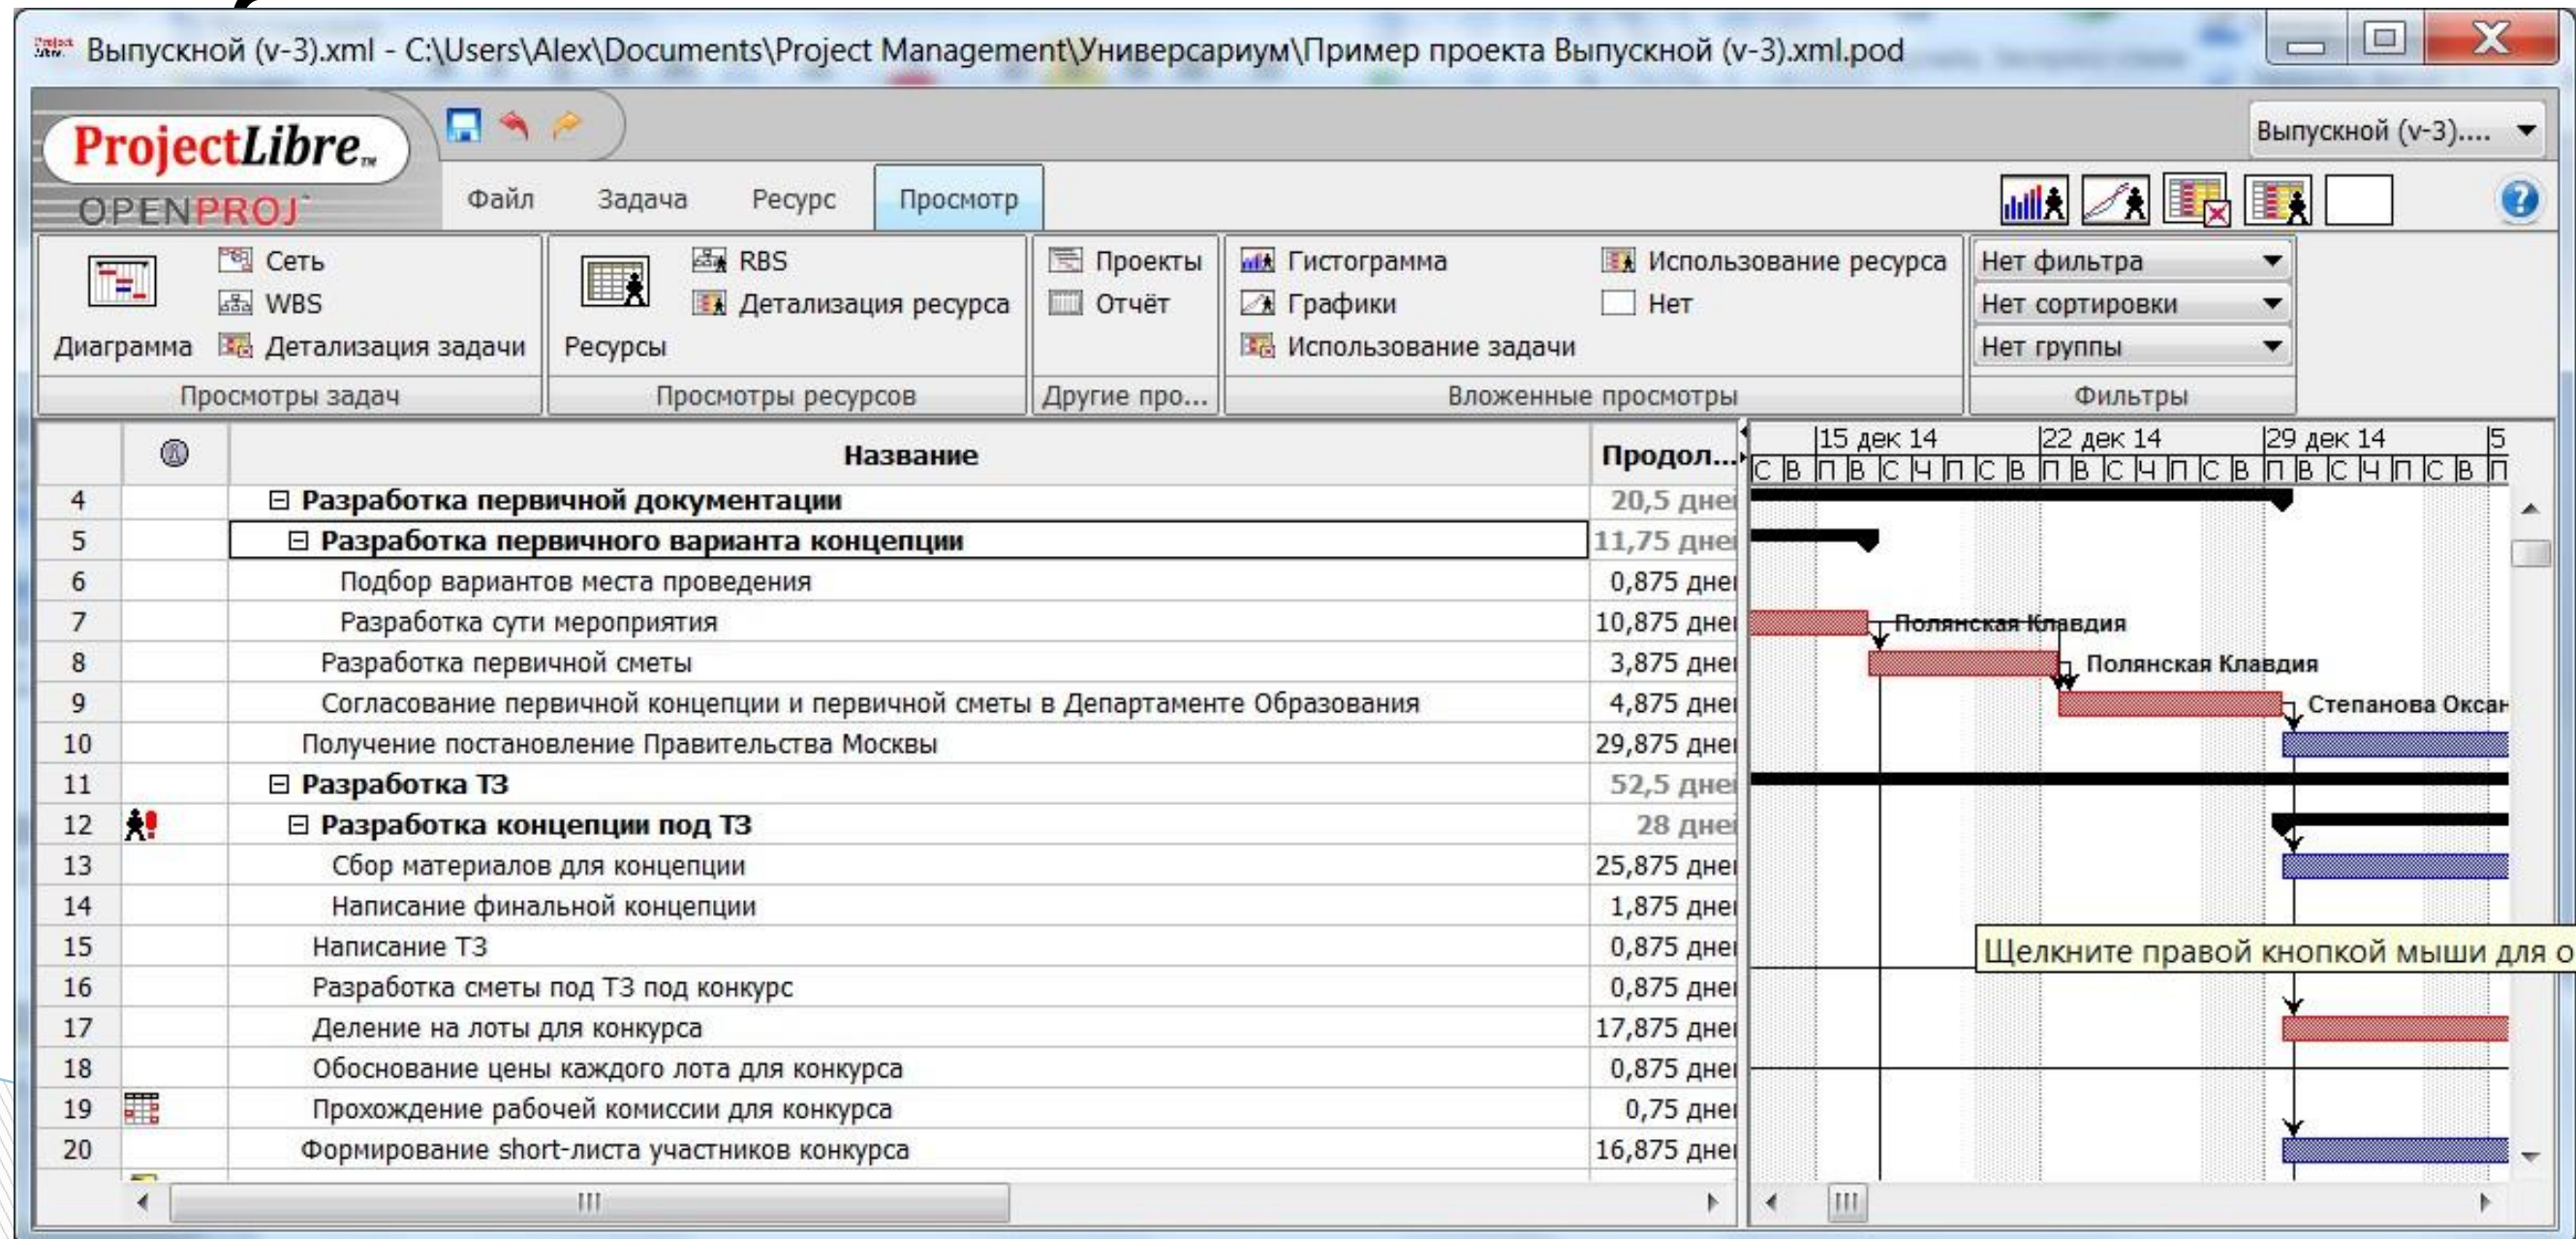 Выпускной (v-3).xml - C:\Users\Alex\Documents\Project Management\Универсариум\Пример проекта Выпускной (v-3).xml.pod
ProjectLibre™
OPENPROJ
Выпускной (v-3)....
Файл Задача Ресурс Просмотр
Сеть RBS Проекты Гистограмма Использование ресурса Нет фильтра
WBS Детализация ресурса Отчёт Графики Нет Нет сортировки
Диаграмма Детализация задачи Ресурсы Использование задачи Нет группы
Просмотры задач Просмотры ресурсов Другие про... Вложенные просмотры Фильтры
Название Продол... 15 дек 14 22 дек 14 29 дек 14 5
С В П В С Ч П С В П В С Ч П С В П В С Ч П С В П
4 Разработка первичной документации 20,5 дней
5 Разработка первичного варианта концепции 11,75 дней
6 Подбор вариантов места проведения 0,875 дней
7 Разработка сути мероприятия 10,875 дней Полянская Клавдия
8 Разработка первичной сметы 3,875 дней Полянская Клавдия
9 Согласование первичной концепции и первичной сметы в Департаменте Образования 4,875 дней Степанова Оксан
10 Получение постановление Правительства Москвы 29,875 дней
11 Разработка ТЗ 52,5 дней
12 Разработка концепции под ТЗ 28 дней
13 Сбор материалов для концепции 25,875 дней
14 Написание финальной концепции 1,875 дней
15 Написание ТЗ 0,875 дней Щелкните правой кнопкой мыши для о
16 Разработка сметы под ТЗ под конкурс 0,875 дней
17 Деление на лоты для конкурса 17,875 дней
18 Обоснование цены каждого лота для конкурса 0,875 дней
19 Прохождение рабочей комиссии для конкурса 0,75 дней
20 Формирование short-листа участников конкурса 16,875 дней